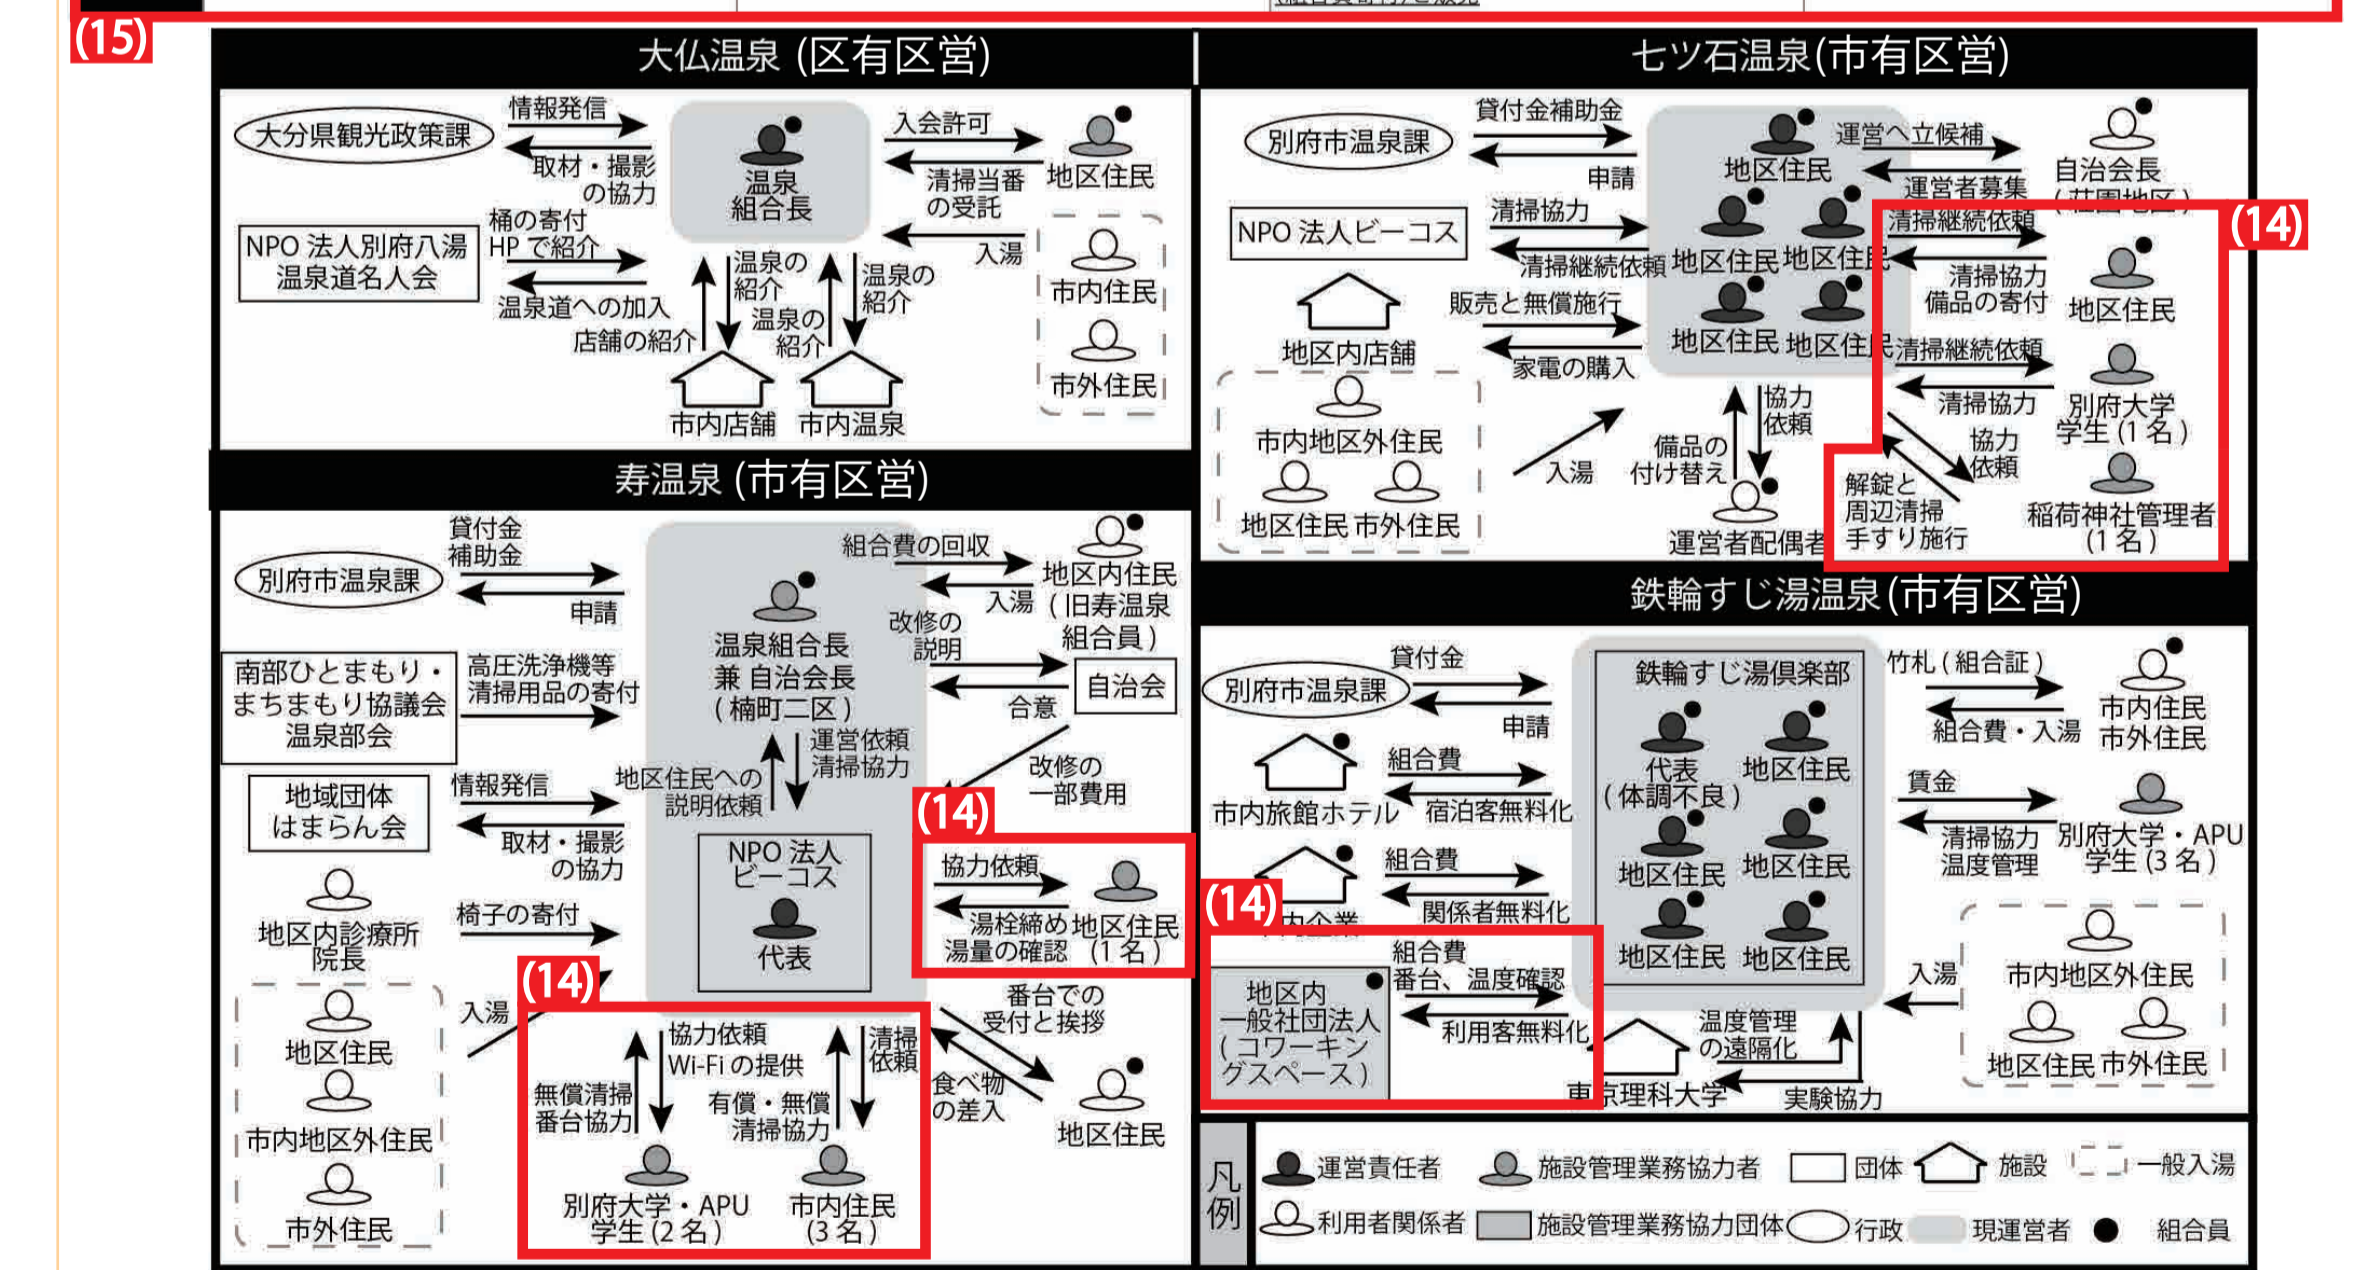 (15)
大仏温泉 (区有区営)
大分県観光政策課
情報発信
取材・撮影
の協力
温泉
組合長
入会許可
清掃当番
の受託
地区住民
NPO 法人別府八湯
温泉道名人会
桶の寄付
HP で紹介
温泉道への加入
店舗の紹介
温泉の
紹介
温泉の
紹介
温泉の
紹介
入湯
市内住民
市外住民
市内店舗
市内温泉
七ツ石温泉(市有区営)
別府市温泉課
貸付金補助金
申請
地区住民
運営へ立候補
運営者募集
自治会長
(荘園地区)
NPO 法人ビーコス
清掃協力
清掃継続依頼
地区住民
地区住民
(14)
清掃継続依頼
清掃協力
備品の寄付
地区住民
地区内店舗
販売と無償施行
家電の購入
地区住民
地区住民
清掃継続依頼
清掃協力
別府大学
学生(1名)
市内地区外住民
地区住民
市外住民
入湯
備品の
付け替え
協力
依頼
運営者配偶者
協力
依頼
解錠と
周辺清掃
手すり施行
稲荷神社管理者
(1名)
寿温泉 (市有区営)
別府市温泉課
貸付金
補助金
申請
温泉組合長
兼 自治会長
(楠町二区)
組合費の回収
入湯
地区内住民
(旧寿温泉
組合員)
改修の
説明
合意
自治会
南部ひとまもり・
まちまもり協議会
温泉部会
高圧洗浄機等
清掃用品の寄付
改修の
一部費用
地域団体
はまらん会
情報発信
取材・撮影
の協力
地区住民への
説明依頼
運営依頼
清掃協力
NPO 法人
ビーコス
代表
(14)
協力依頼
湯栓締め
湯量の確認
地区住民
(1名)
地区内診療所
院長
椅子の寄付
地区住民
市内地区外住民
市外住民
入湯
(14)
無償清掃
番台協力
協力依頼
Wi-Fi の提供
有償・無償
清掃協力
清掃
依頼
別府大学・APU
学生(2名)
市内住民
(3名)
番台での
受付と挨拶
食べ物
の差入
地区住民
鉄輪すじ湯温泉(市有区営)
別府市温泉課
貸付金
申請
鉄輪すじ湯倶楽部
代表
(体調不良)
地区住民
地区住民
地区住民
地区住民
地区住民
竹札(組合証)
組合費・入湯
市内住民
市外住民
市内旅館ホテル
組合費
宿泊客無料化
賃金
清掃協力
温度管理
別府大学・APU
学生(3名)
組合費
関係者無料化
内企業
(14)
地区内
一般社団法人
(コワーキン
グスペース)
組合費
番台、温度確認
利用客無料化
東京理科大学
温度管理
の遠隔化
実験協力
入湯
市内地区外住民
地区住民
市外住民
凡例
運営責任者
施設管理業務協力者
団体
施設
一般入湯
利用者関係者
施設管理業務協力団体
行政
現運営者
組合員